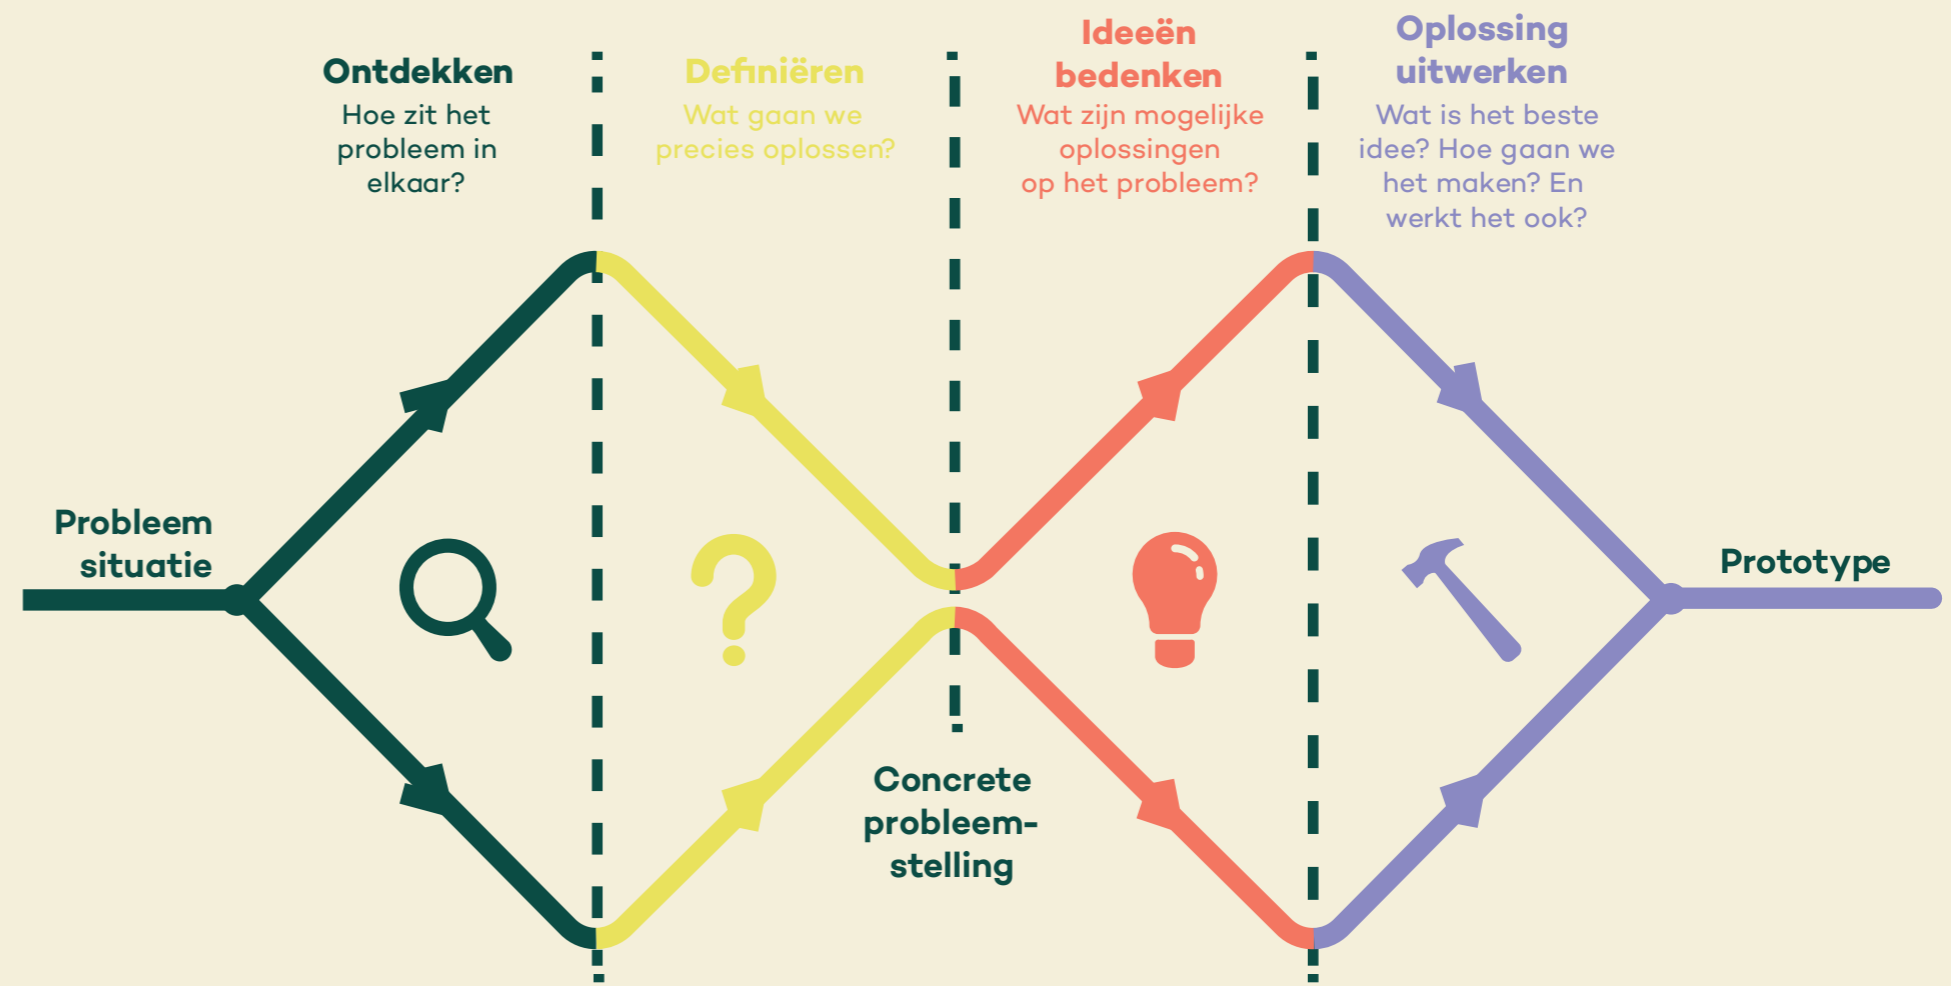 Ontdekken
Hoe zit het
probleem in
elkaar?
Definiëren
Wat gaan we
precies oplossen?
Ideeën
bedenken
Wat zijn mogelijke
oplossingen
op het probleem?
Oplossing
uitwerken
Wat is het beste
idee? Hoe gaan we
het maken? En
werkt het ook?
Probleem
situatie
Concrete
probleem-
stelling
Prototype